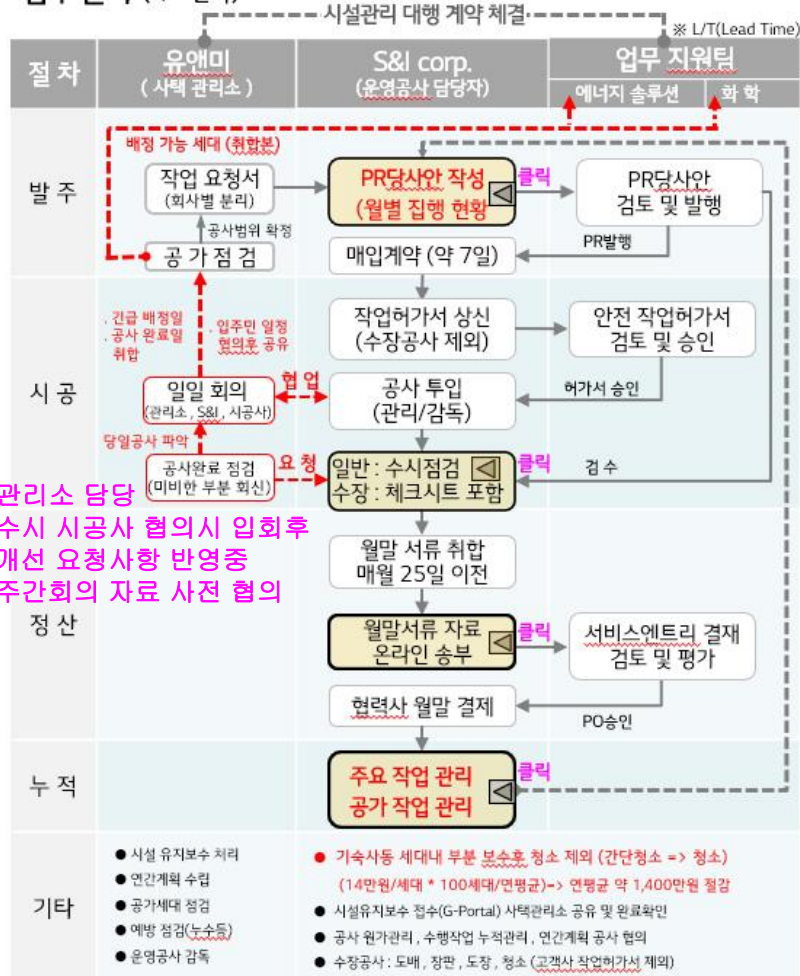 시설관리 대행 계약 체결
※ L/T(Lead Time)
절 차
유앤미
( 사택 관리소 )
S&I corp.
(운영공사 담당자)
업무 지원팀
에너지 솔루션
화 학
발 주
배정 가능 세대 (취합본)
작업 요청서
(회사별 분리)
공사범위 확정
공 가 점 검
PR당사안 작성
(월별 집행 현황
클릭
PR당사안
검토 및 발행
PR발행
매입계약 (약 7일)
시 공
. 긴급 배정일
. 공사 완료일
취합
. 입주민 일정
협의후 공유
작업허가서 상신
(수장공사 제외)
안전 작업허가서
검토 및 승인
일일 회의
(관리소 , S&I , 시공사)
협 업
공사 투입
(관리/감독)
허가서 승인
당일공사 파악
공사완료 점검
(미비한 부분 회신)
요 청
일반 : 수시점검
수장 : 체크시트 포함
클릭
검 수
관리소 담당
수시 시공사 협의시 입회후
개선 요청사항 반영중
주간회의 자료 사전 협의
정 산
월말 서류 취합
매월 25일 이전
월말서류 자료
온라인 송부
클릭
서비스엔트리 결재
검토 및 평가
협력사 월말 결제
PO승인
누 적
주요 작업 관리
공가 작업 관리
클릭
기타
● 시설 유지보수 처리
● 연간계획 수립
● 공가세대 점검
● 예방 점검(누수등)
● 운영공사 감독
● 기숙사동 세대내 부분 보수후 청소 제외 (간단청소 => 청소)
(14만원/세대 * 100세대/연평균)=> 연평균 약 1,400만원 절감
● 시설유지보수 접수(G-Portal) 사택관리소 공유 및 완료확인
● 공사 원가관리 , 수행작업 누적관리 , 연간계획 공사 협의
● 수장공사 : 도배 , 장판 , 도장 , 청소 (고객사 작업허가서 제외)